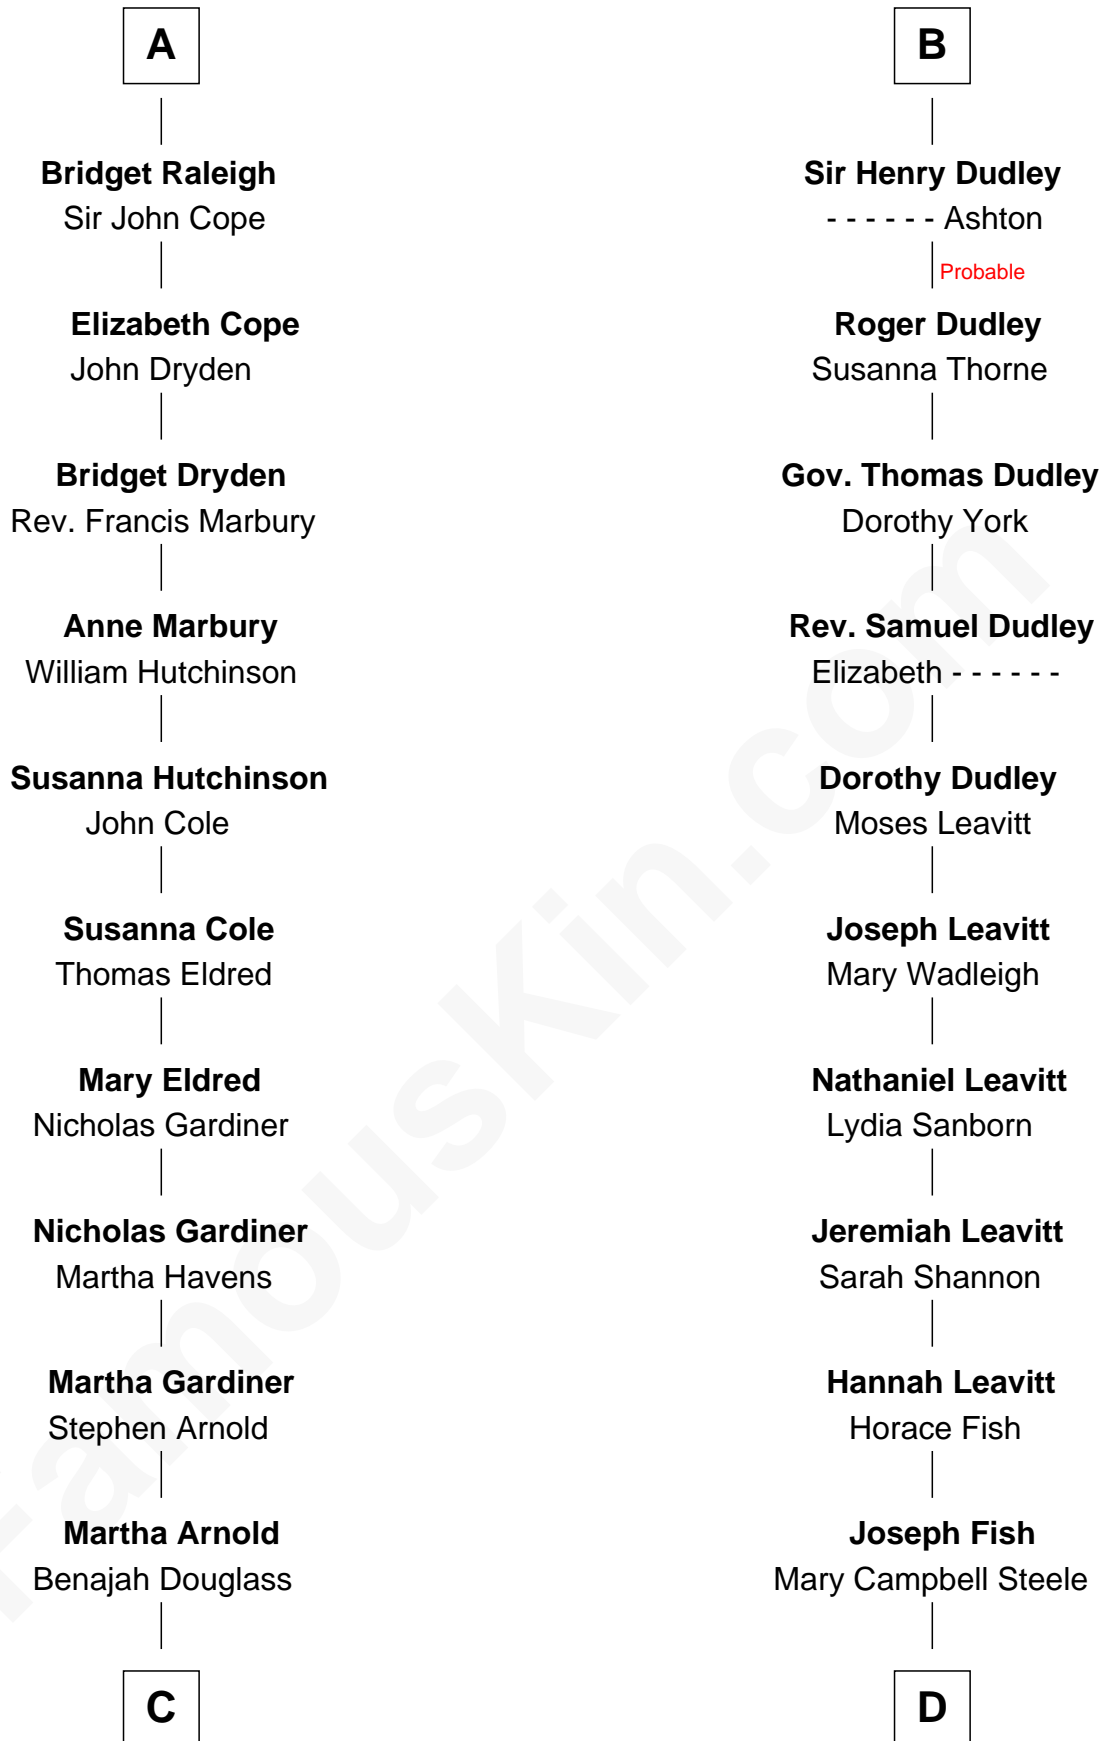 A
Bridget Raleigh
Sir John Cope
Elizabeth Cope
John Dryden
Bridget Dryden
Rev. Francis Marbury
Anne Marbury
William Hutchinson
Susanna Hutchinson
John Cole
Susanna Cole
Thomas Eldred
Mary Eldred
Nicholas Gardiner
Nicholas Gardiner
Martha Havens
Martha Gardiner
Stephen Arnold
Martha Arnold
Benajah Douglass
C
B
Sir Henry Dudley
- - - - - - Ashton
Probable
Roger Dudley
Susanna Thorne
Gov. Thomas Dudley
Dorothy York
Rev. Samuel Dudley
Elizabeth - - - - - -
Dorothy Dudley
Moses Leavitt
Joseph Leavitt
Mary Wadleigh
Nathaniel Leavitt
Lydia Sanborn
Jeremiah Leavitt
Sarah Shannon
Hannah Leavitt
Horace Fish
Joseph Fish
Mary Campbell Steele
D
FamousKin.com